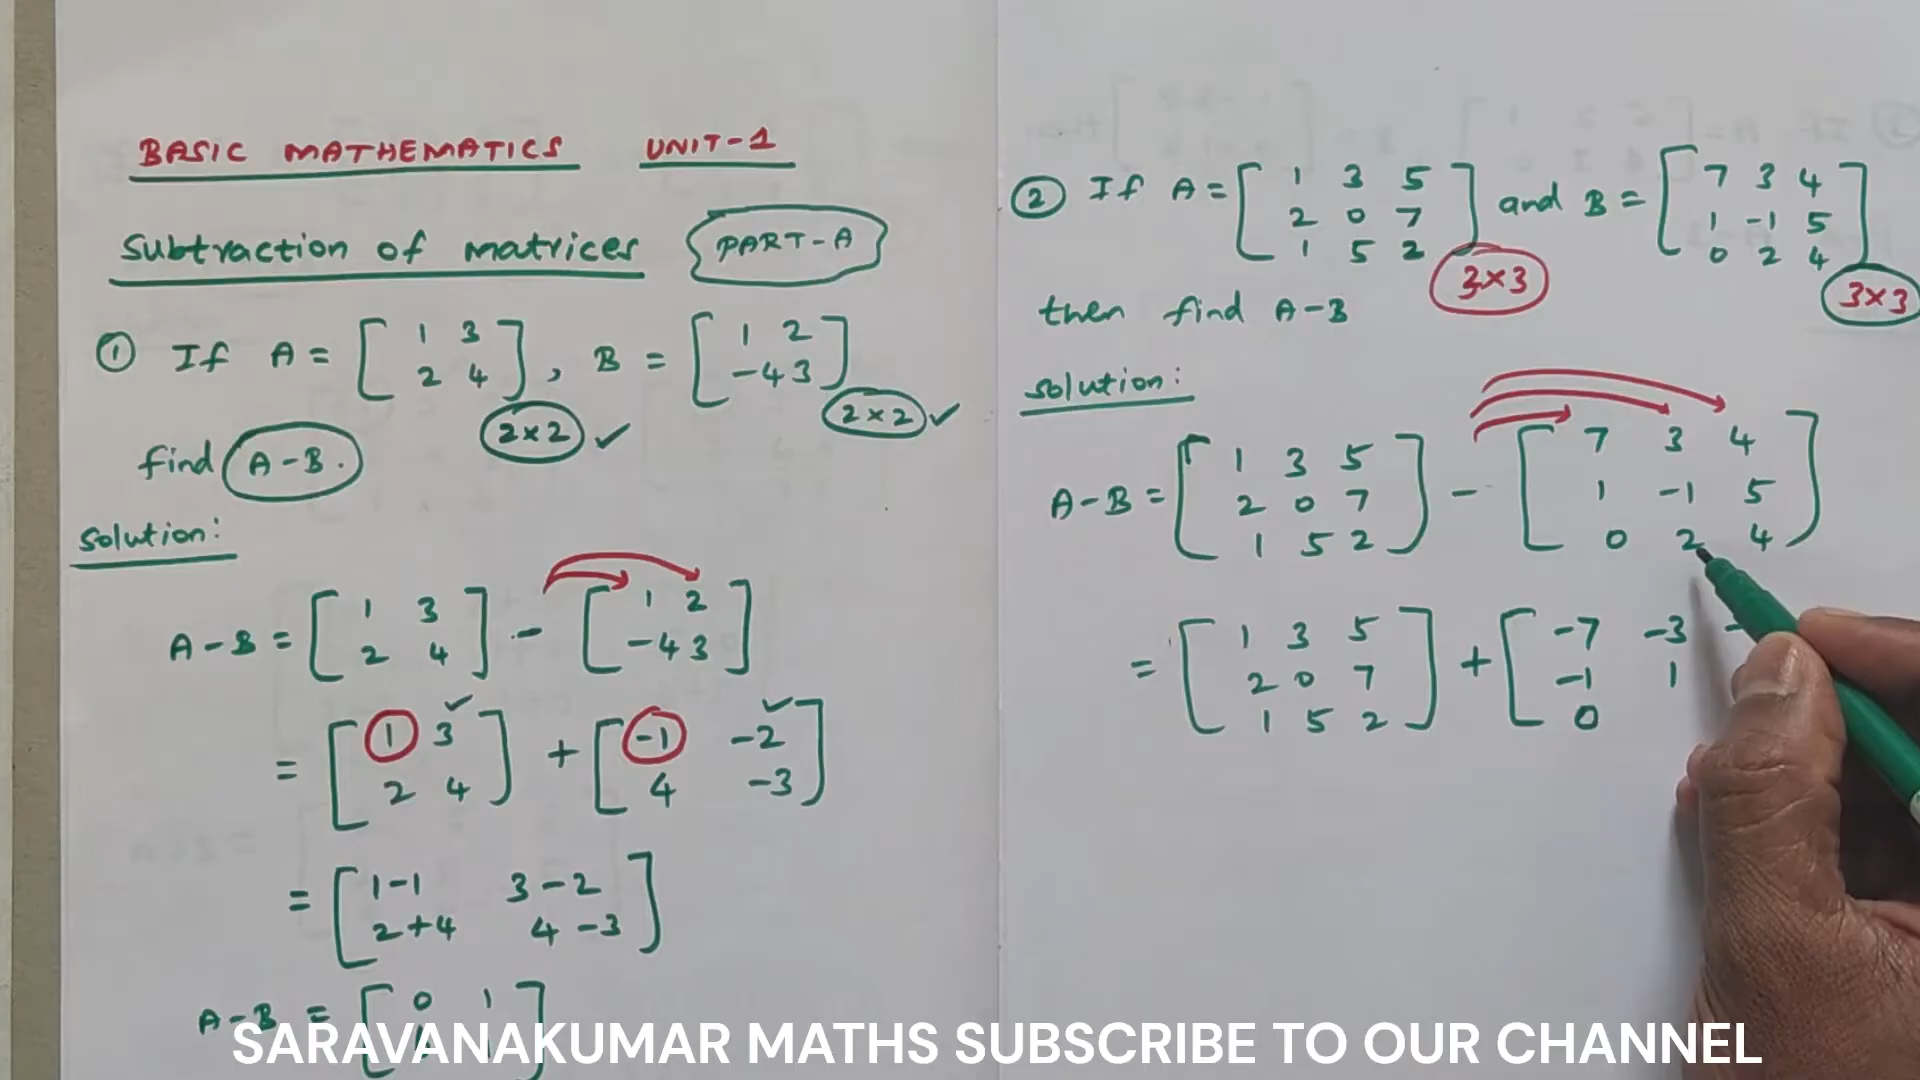 BASIC MATHEMATICS UNIT-1
Subtraction of matrices PART-A
① If A = [ 1 3 , B = [ 1 2
2 4 ] -4 3 ]
2×2 ✓ 2×2 ✓
find A-B.
Solution:
A-B = [ 1 3 - [ 1 2
2 4 ] -4 3 ]
= [ 1 3 ✓ + [ -1 -2 ✓
2 4 ] 4 -3 ]
= [ 1-1 3-2
2+4 4-3 ]
A-B = [ 0 1
② If A = [ 1 3 5 and B = [ 7 3 4
2 0 7 1 -1 5
1 5 2 ] 0 2 4 ]
3×3 3×3
then find A-B
Solution:
A-B = [ 1 3 5 - [ 7 3 4
2 0 7 1 -1 5
1 5 2 ] 0 2 4 ]
= [ 1 3 5 + [ -7 -3 -
2 0 7 -1 1
1 5 2 ] 0
SARAVANAKUMAR MATHS SUBSCRIBE TO OUR CHANNEL